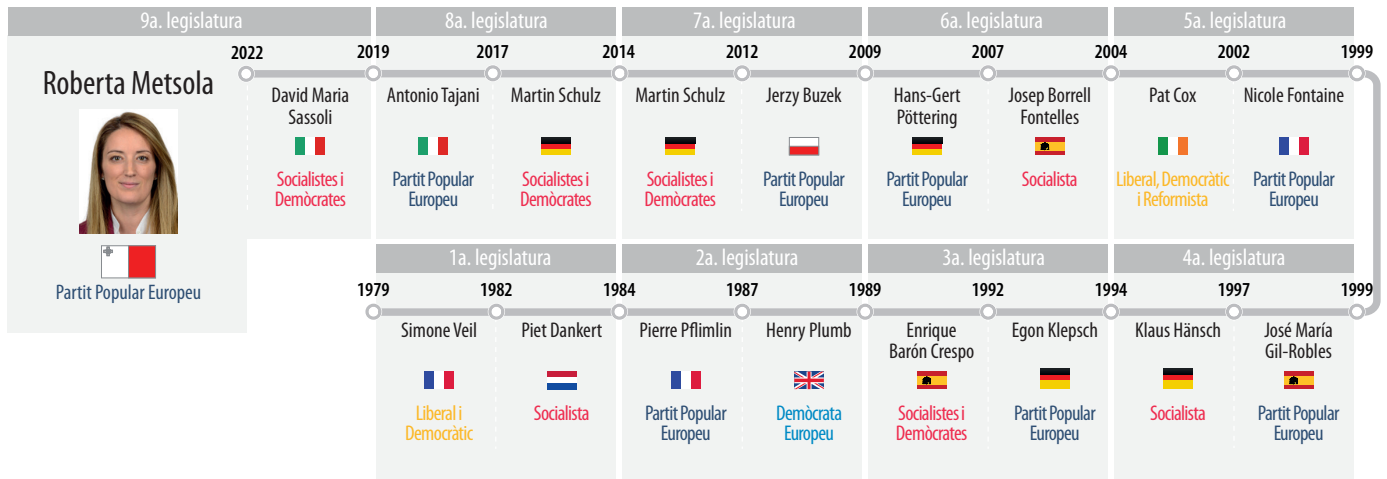 9a. legislatura
8a. legislatura
7a. legislatura
6a. legislatura
5a. legislatura
2022
2019
2017
2014
2012
2009
2007
2004
2002
1999
Roberta Metsola
Partit Popular Europeu
David Maria
Sassoli
Socialistes i
Demòcrates
Antonio Tajani
Partit Popular
Europeu
Martin Schulz
Socialistes i
Demòcrates
Martin Schulz
Socialistes i
Demòcrates
Jerzy Buzek
Partit Popular
Europeu
Hans-Gert
Pöttering
Partit Popular
Europeu
Josep Borrell
Fontelles
Socialista
Pat Cox
Liberal, Democràtic
i Reformista
Nicole Fontaine
Partit Popular
Europeu
1a. legislatura
2a. legislatura
3a. legislatura
4a. legislatura
1979
1982
1984
1987
1989
1992
1994
1997
1999
Simone Veil
Liberal i
Democràtic
Piet Dankert
Socialista
Pierre Pflimlin
Partit Popular
Europeu
Henry Plumb
Demòcrata
Europeu
Enrique
Barón Crespo
Socialistes i
Demòcrates
Egon Klepsch
Partit Popular
Europeu
Klaus Hänsch
Socialista
José María
Gil-Robles
Partit Popular
Europeu